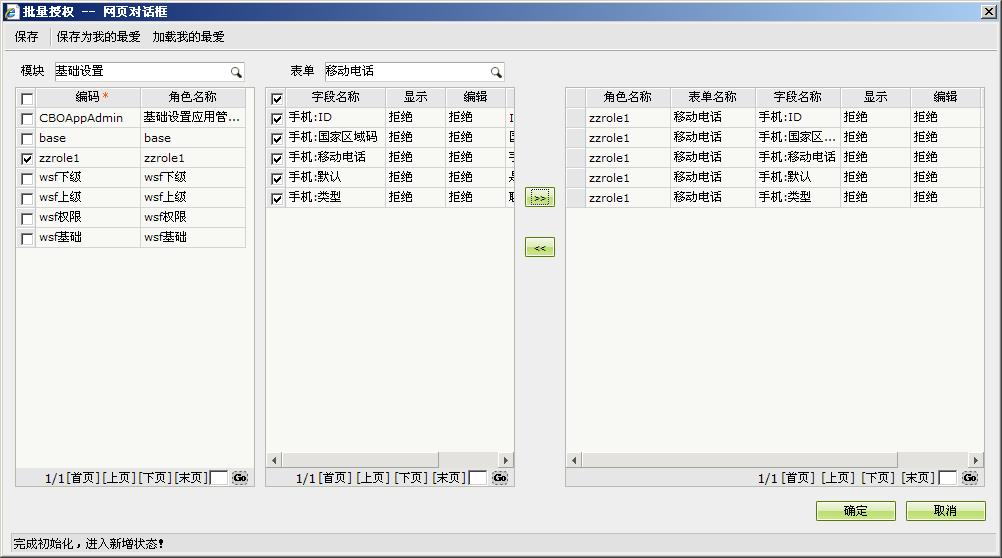 批量授权 -- 网页对话框
保存 保存为我的最爱 加载我的最爱
模块 基础设置 表单 移动电话
编码* 角色名称
CBOAppAdmin 基础设置应用管...
base base
zzrole1 zzrole1
wsf下级 wsf下级
wsf上级 wsf上级
wsf权限 wsf权限
wsf基础 wsf基础
1/1[首页][上页][下页][末页] Go
字段名称 显示 编辑
手机:ID 拒绝 拒绝
手机:国家区域码 拒绝 拒绝
手机:移动电话 拒绝 拒绝
手机:默认 拒绝 拒绝
手机:类型 拒绝 拒绝
1/1[首页][上页][下页][末页] Go
>>
<<
角色名称 表单名称 字段名称 显示 编辑
zzrole1 移动电话 手机:ID 拒绝 拒绝
zzrole1 移动电话 手机:国家区... 拒绝 拒绝
zzrole1 移动电话 手机:移动电话 拒绝 拒绝
zzrole1 移动电话 手机:默认 拒绝 拒绝
zzrole1 移动电话 手机:类型 拒绝 拒绝
1/1[首页][上页][下页][末页] Go
确定 取消
完成初始化，进入新增状态!